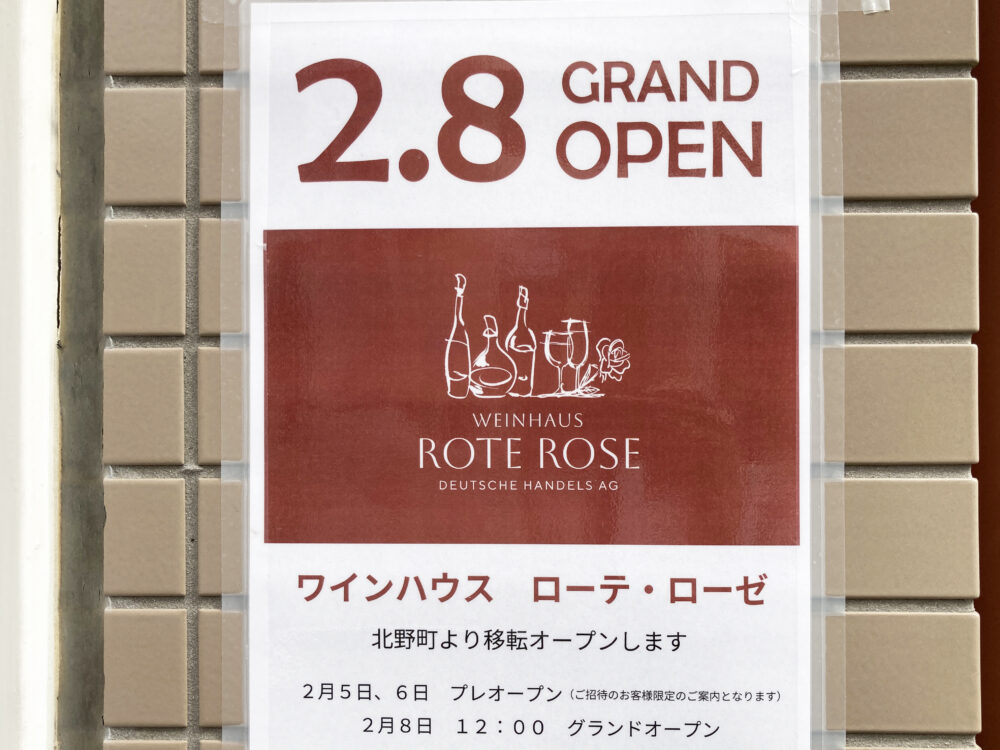 2.8
GRAND
OPEN
WEINHAUS
ROTE ROSE
DEUTSCHE HANDELS AG
ワインハウス　ローテ・ローゼ
北野町より移転オープンします
２月５日、６日　プレオープン（ご招待のお客様限定のご案内となります）
２月８日　１２：００　グランドオープン